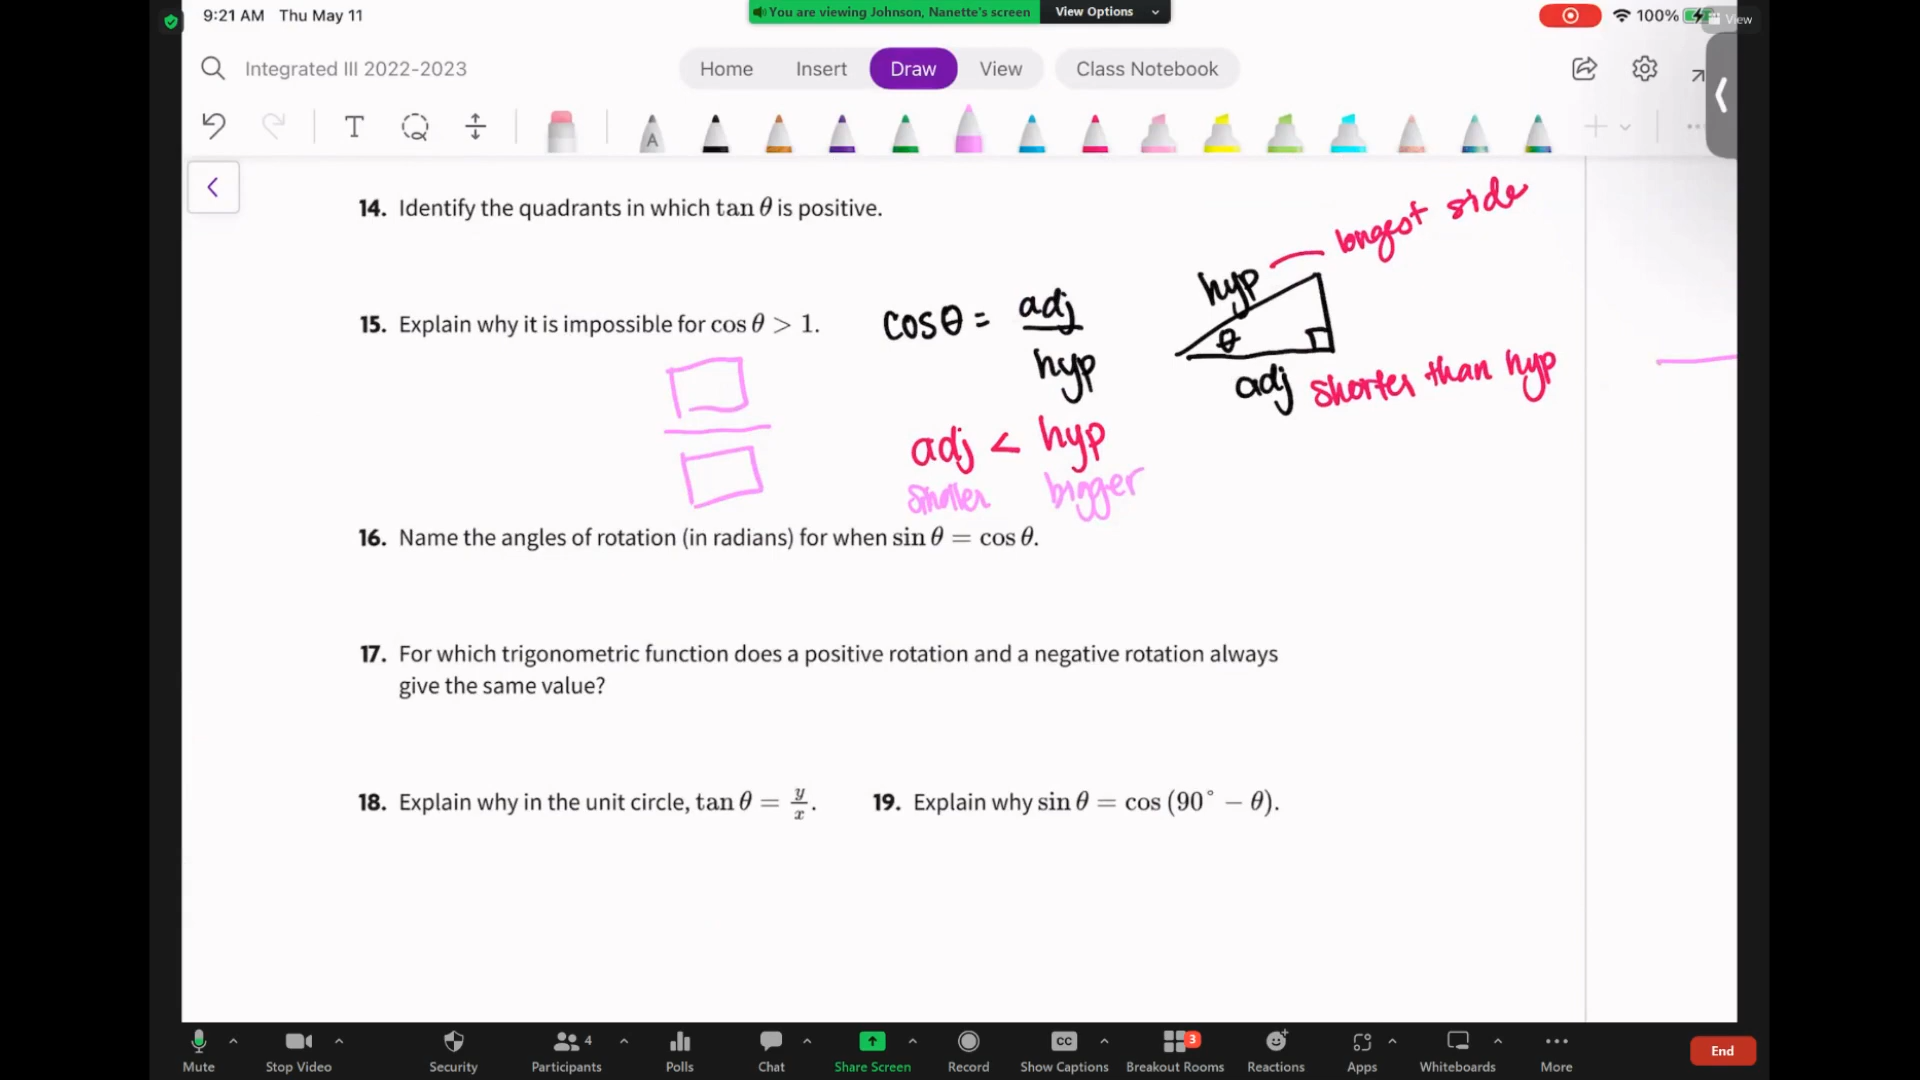 9:21 AM Thu May 11
You are viewing Johnson, Nanette's screen View Options
100%
View
Integrated III 2022-2023
Home Insert Draw View Class Notebook
T A
14. Identify the quadrants in which tan θ is positive.
longest side
hyp
15. Explain why it is impossible for cos θ > 1.
cos θ = adj/hyp
θ
adj shorter than hyp
adj < hyp
smaller bigger
16. Name the angles of rotation (in radians) for when sin θ = cos θ.
17. For which trigonometric function does a positive rotation and a negative rotation always
give the same value?
18. Explain why in the unit circle, tan θ = y/x.
19. Explain why sin θ = cos (90° − θ).
4 CC 3
Mute Stop Video Security Participants Polls Chat Share Screen Record Show Captions Breakout Rooms Reactions Apps Whiteboards More End